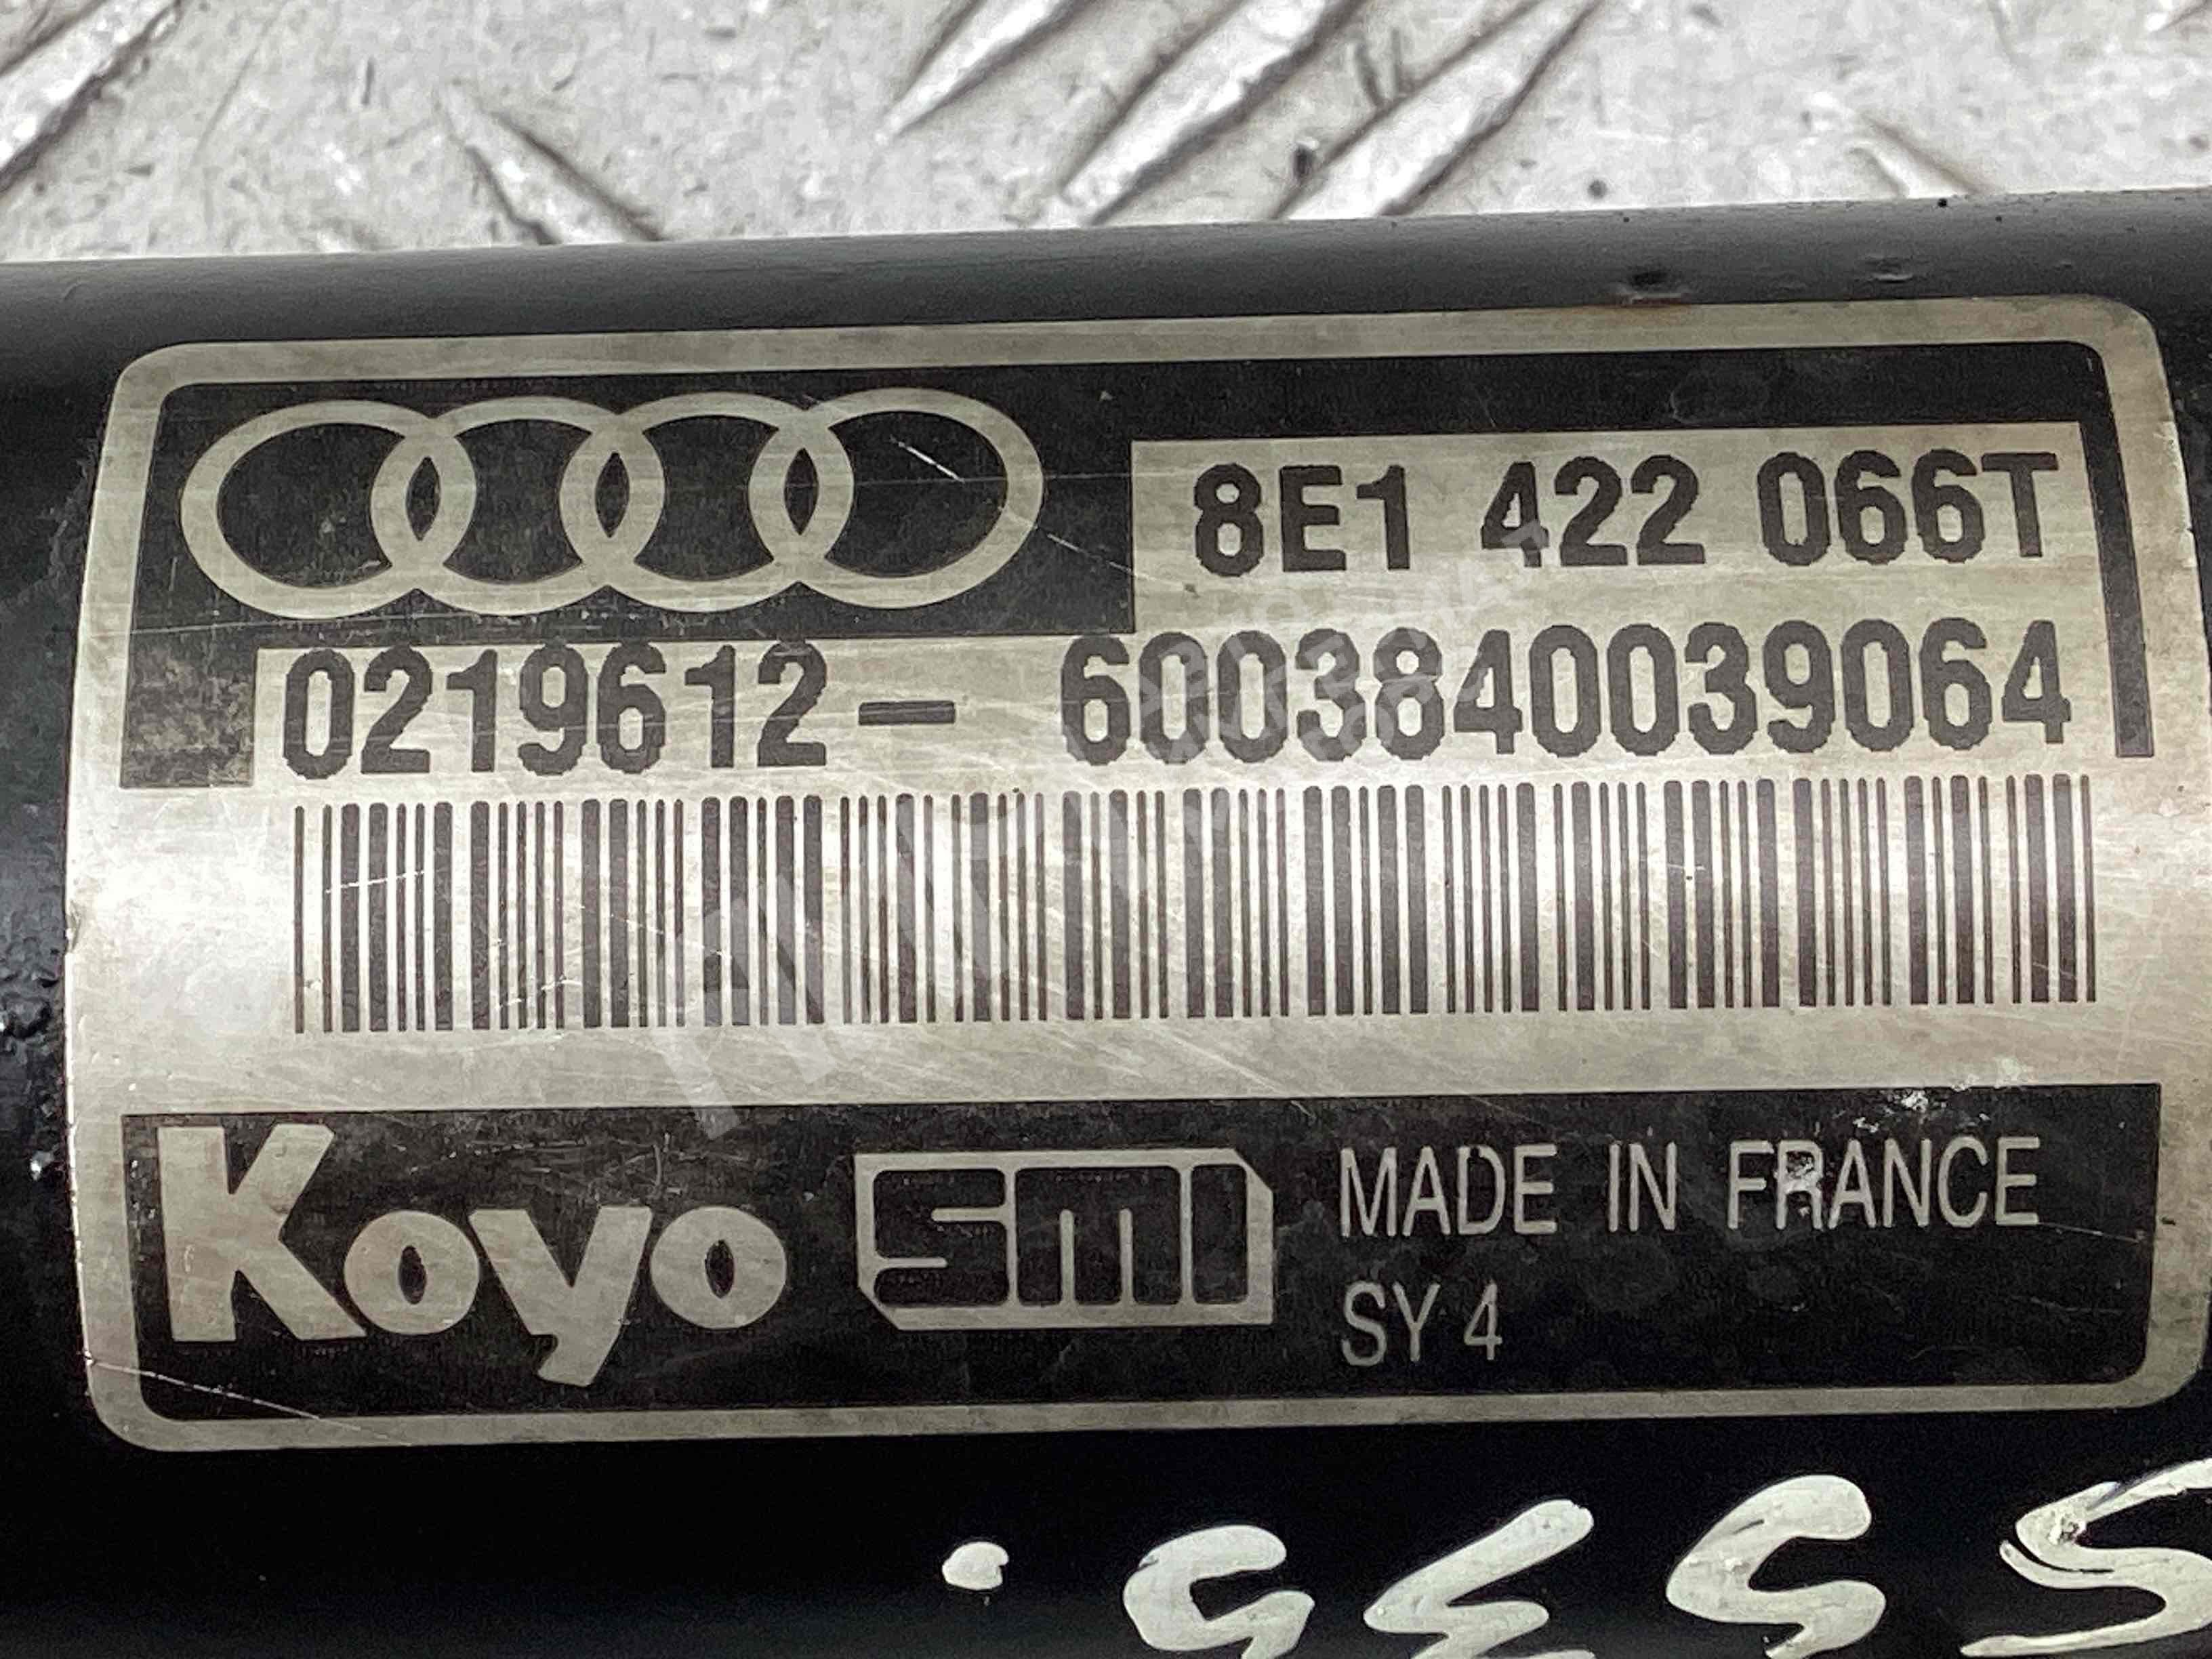 8E1 422 066T
0219612- 6003840039064
Koyo SMI MADE IN FRANCE
SY 4